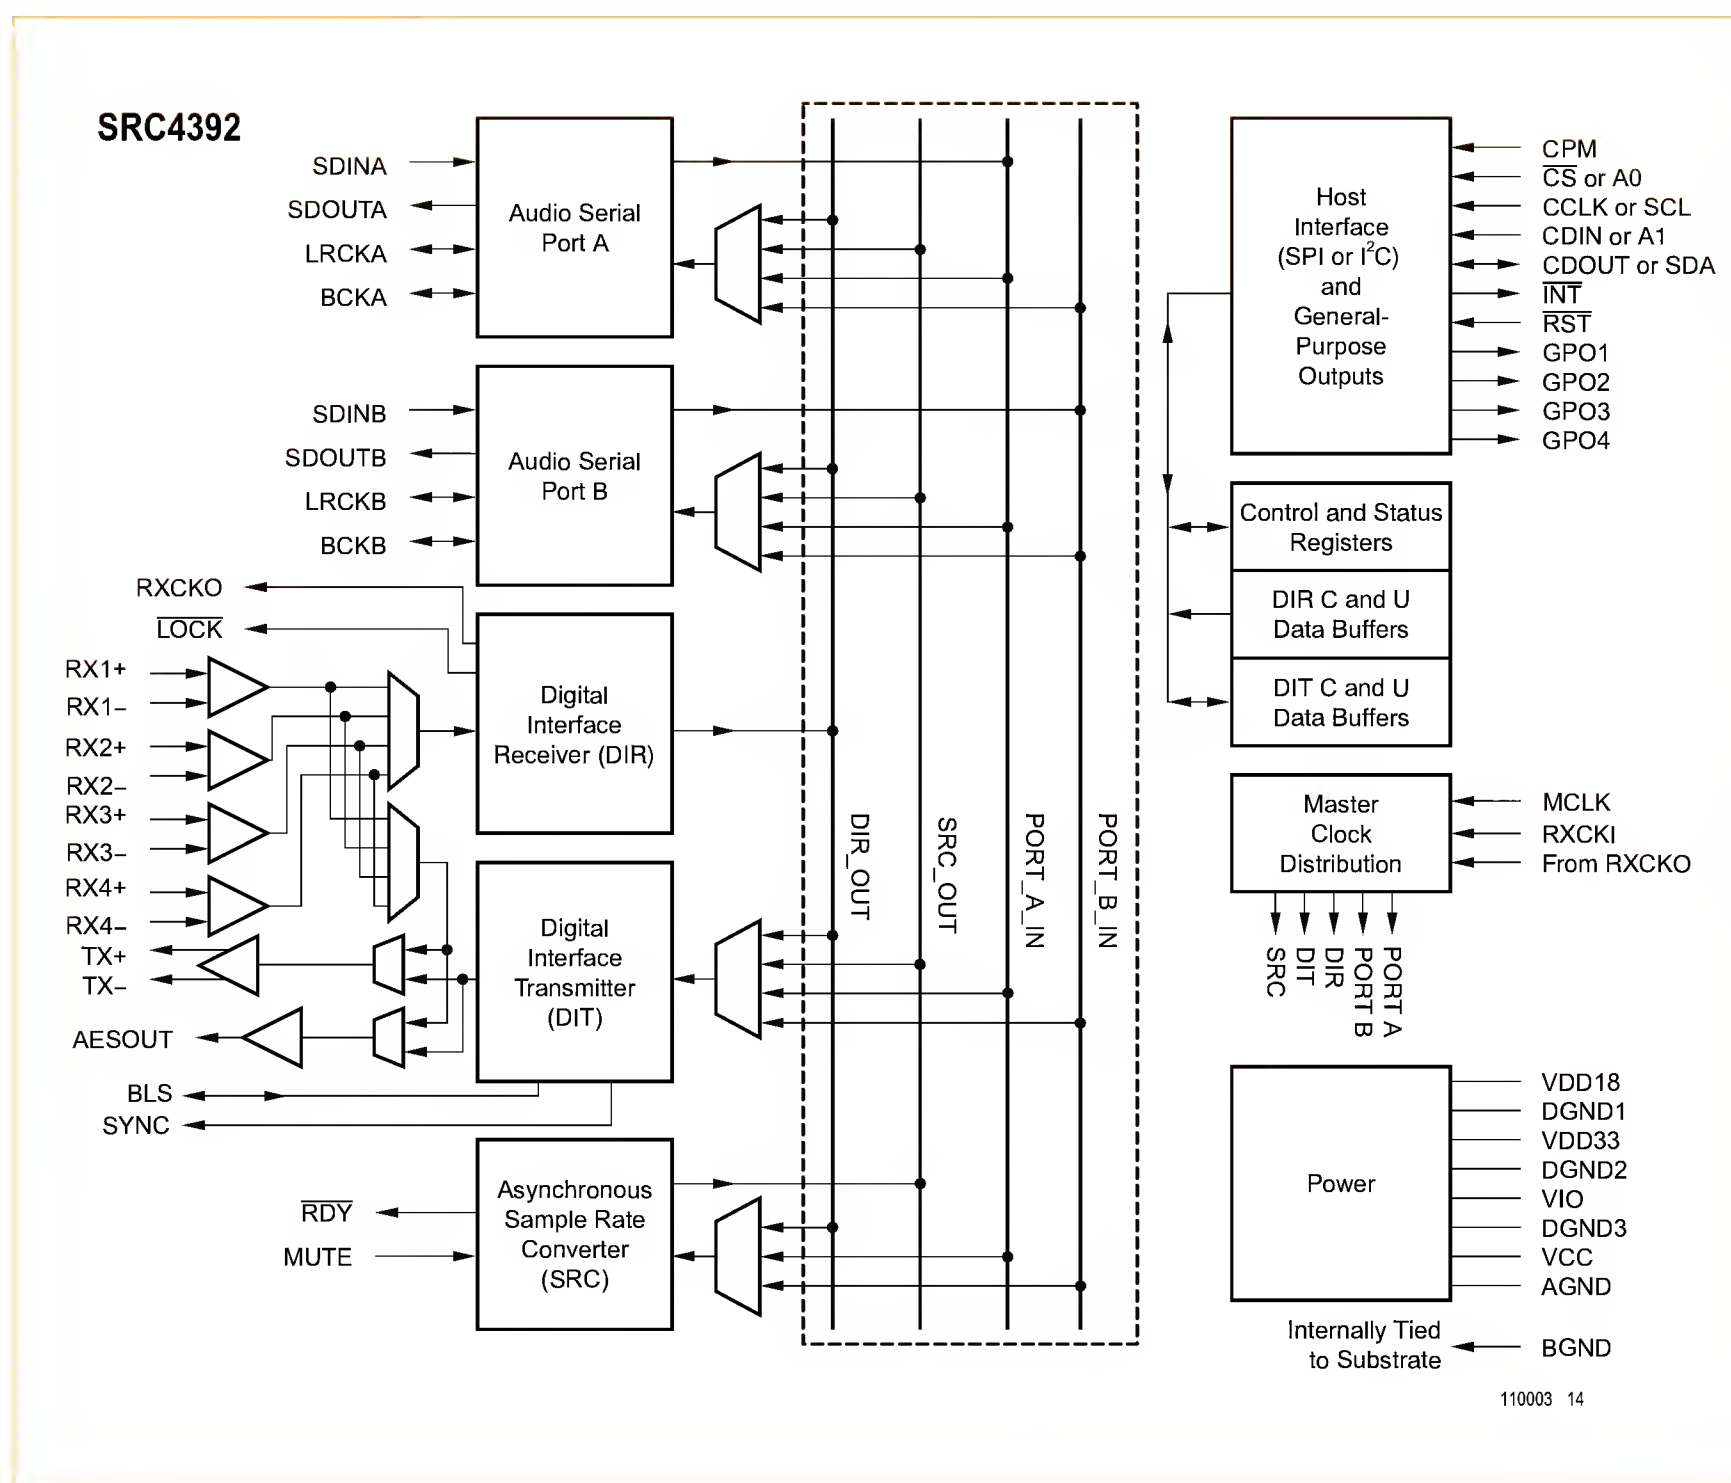 SRC4392
SDINA
SDOUTA
LRCKA
BCKA
Audio Serial
Port A
SDINB
SDOUTB
LRCKB
BCKB
Audio Serial
Port B
RXCKO
LOCK
RX1+
RX1–
RX2+
RX2–
RX3+
RX3–
RX4+
RX4–
TX+
TX–
AESOUT
BLS
SYNC
Digital
Interface
Receiver (DIR)
Digital
Interface
Transmitter
(DIT)
RDY
MUTE
Asynchronous
Sample Rate
Converter
(SRC)
DIR_OUT
SRC_OUT
PORT_A_IN
PORT_B_IN
Host
Interface
(SPI or I²C)
and
General-
Purpose
Outputs
CPM
CS or A0
CCLK or SCL
CDIN or A1
CDOUT or SDA
INT
RST
GPO1
GPO2
GPO3
GPO4
Control and Status
Registers
DIR C and U
Data Buffers
DIT C and U
Data Buffers
Master
Clock
Distribution
MCLK
RXCKI
From RXCKO
SRC
DIT
DIR
PORT B
PORT A
Power
VDD18
DGND1
VDD33
DGND2
VIO
DGND3
VCC
AGND
Internally Tied
to Substrate
BGND
110003 14